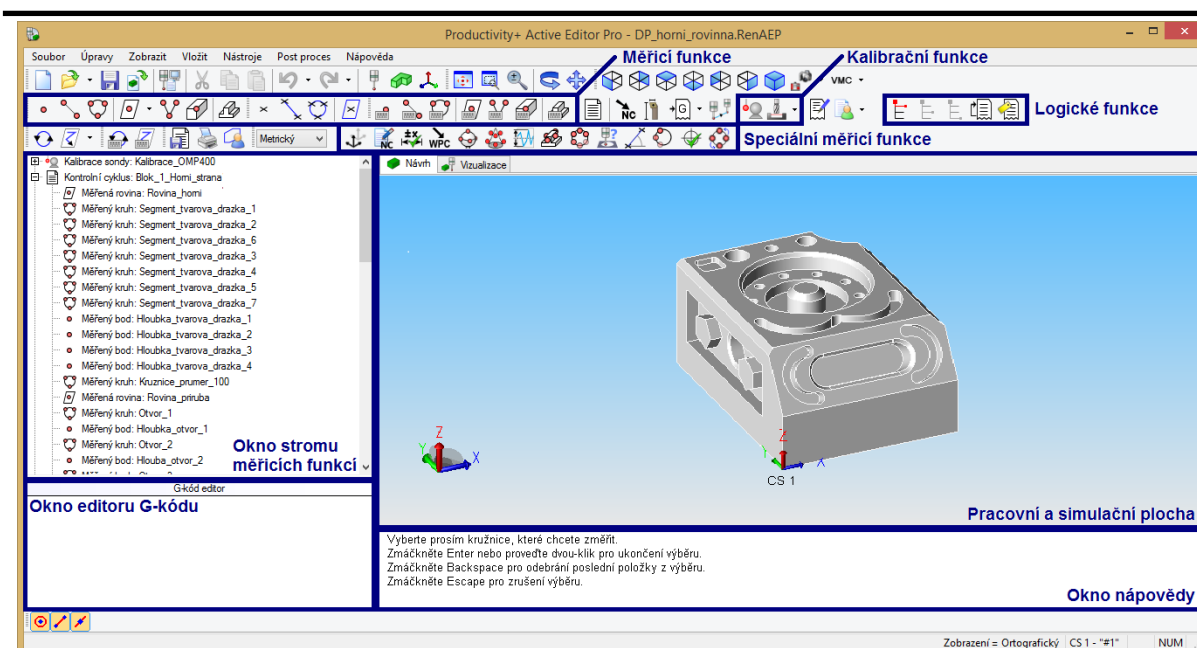 Productivity+ Active Editor Pro - DP_horni_rovinna.RenAEP
Soubor Úpravy Zobrazit Vložit Nástroje Post proces Nápověda
Měřicí funkce
Kalibrační funkce
VMC
NC
G
Logické funkce
Metrický
NC
WPC
Speciální měřicí funkce
Kalibrace sondy: Kalibrace_OMP400
Kontrolní cyklus: Blok_1_Horni_strana
Měřená rovina: Rovina_horni
Měřený kruh: Segment_tvarova_drazka_1
Měřený kruh: Segment_tvarova_drazka_2
Měřený kruh: Segment_tvarova_drazka_6
Měřený kruh: Segment_tvarova_drazka_3
Měřený kruh: Segment_tvarova_drazka_4
Měřený kruh: Segment_tvarova_drazka_5
Měřený kruh: Segment_tvarova_drazka_7
Měřený bod: Hloubka_tvarova_drazka_1
Měřený bod: Hloubka_tvarova_drazka_2
Měřený bod: Hloubka_tvarova_drazka_3
Měřený bod: Hloubka_tvarova_drazka_4
Měřený kruh: Kruznice_prumer_100
Měřená rovina: Rovina_priruba
Měřený kruh: Otvor_1
Měřený bod: Hloubka_otvor_1
Měřený kruh: Otvor_2
Měřený bod: Hlouba_otvor_2
Okno stromu
měřicích funkcí
G-kód editor
Okno editoru G-kódu
Návrh Vizualizace
Z
Y
X
Z
Y
X
CS 1
Pracovní a simulační plocha
Vyberte prosím kružnice, které chcete změřit.
Zmáčkněte Enter nebo proveďte dvou-klik pro ukončení výběru.
Zmáčkněte Backspace pro odebrání poslední položky z výběru.
Zmáčkněte Escape pro zrušení výběru.
Okno nápovědy
Zobrazení = Ortografický CS 1 - "#1" NUM